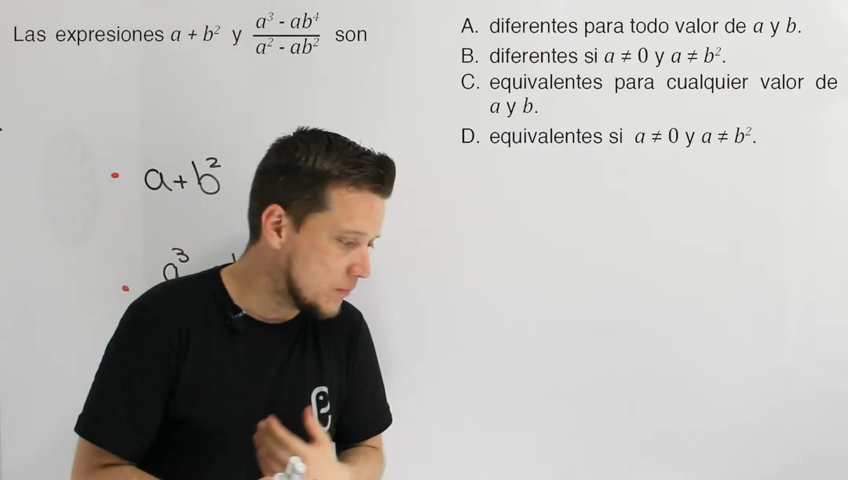 Las expresiones a + b² y a³ - ab⁴ / a² - ab² son
A. diferentes para todo valor de a y b.
B. diferentes si a ≠ 0 y a ≠ b².
C. equivalentes para cualquier valor de
a y b.
D. equivalentes si a ≠ 0 y a ≠ b².
a+b²
a³